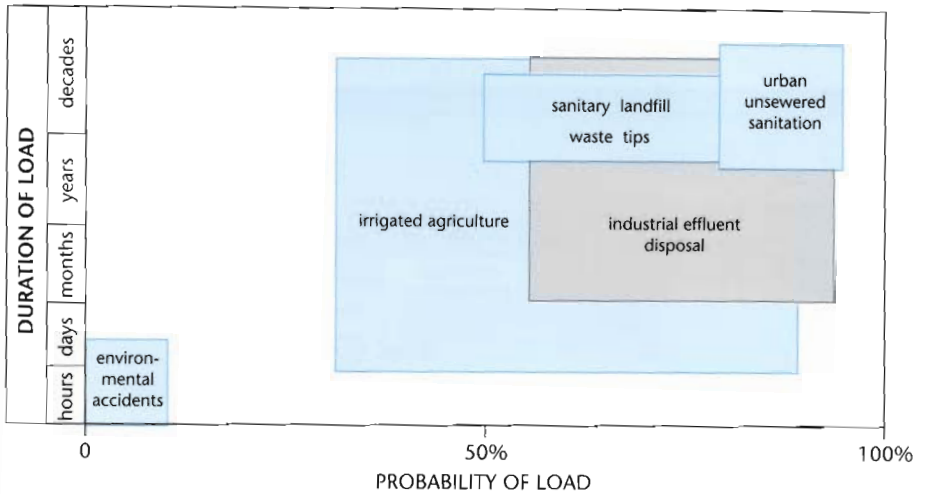 DURATION OF LOAD
decades
years
months
days
hours
urban
unsewered
sanitation
sanitary landfill
waste tips
irrigated agriculture
industrial effluent
disposal
environ-
mental
accidents
0
50%
100%
PROBABILITY OF LOAD